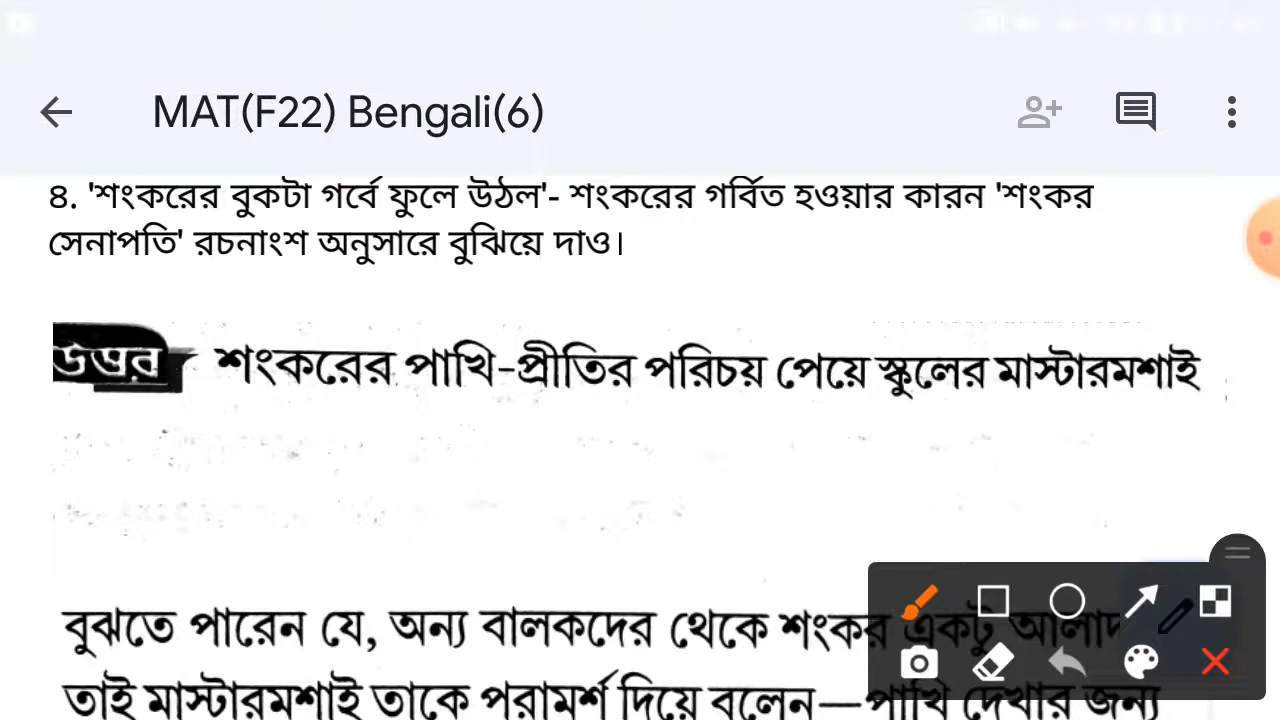 MAT(F22) Bengali(6)
৪. 'শংকরের বুকটা গর্বে ফুলে উঠল'- শংকরের গর্বিত হওয়ার কারন 'শংকর
সেনাপতি' রচনাংশ অনুসারে বুঝিয়ে দাও।
উত্তর শংকরের পাখি-প্রীতির পরিচয় পেয়ে স্কুলের মাস্টারমশাই
বুঝতে পারেন যে, অন্য বালকদের থেকে শংকর একটু
তাই মাস্টারমশাই তাকে পরামর্শ দিয়ে বলেন—পাখি দেখার জন্য